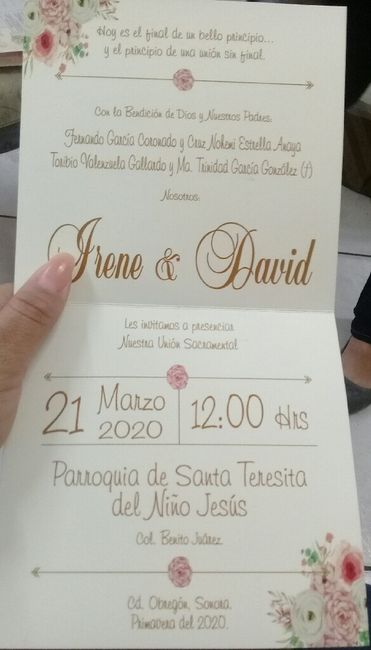 Hoy es el final de un bello principio...
y el principio de una unión sin final.
Con la Bendición de Dios y Nuestros Padres:
Fernando García Coronado y Cruz Nohemi Estrella Anaya
Toribio Valenzuela Gallardo y Ma. Trinidad García González (†)
Nosotros:
Irene & David
Les invitamos a presenciar
Nuestra Unión Sacramental
21 Marzo 2020 12:00 Hrs
Parroquia de Santa Teresita
del Niño Jesús
Col. Benito Juárez
Cd. Obregón, Sonora.
Primavera del 2020.